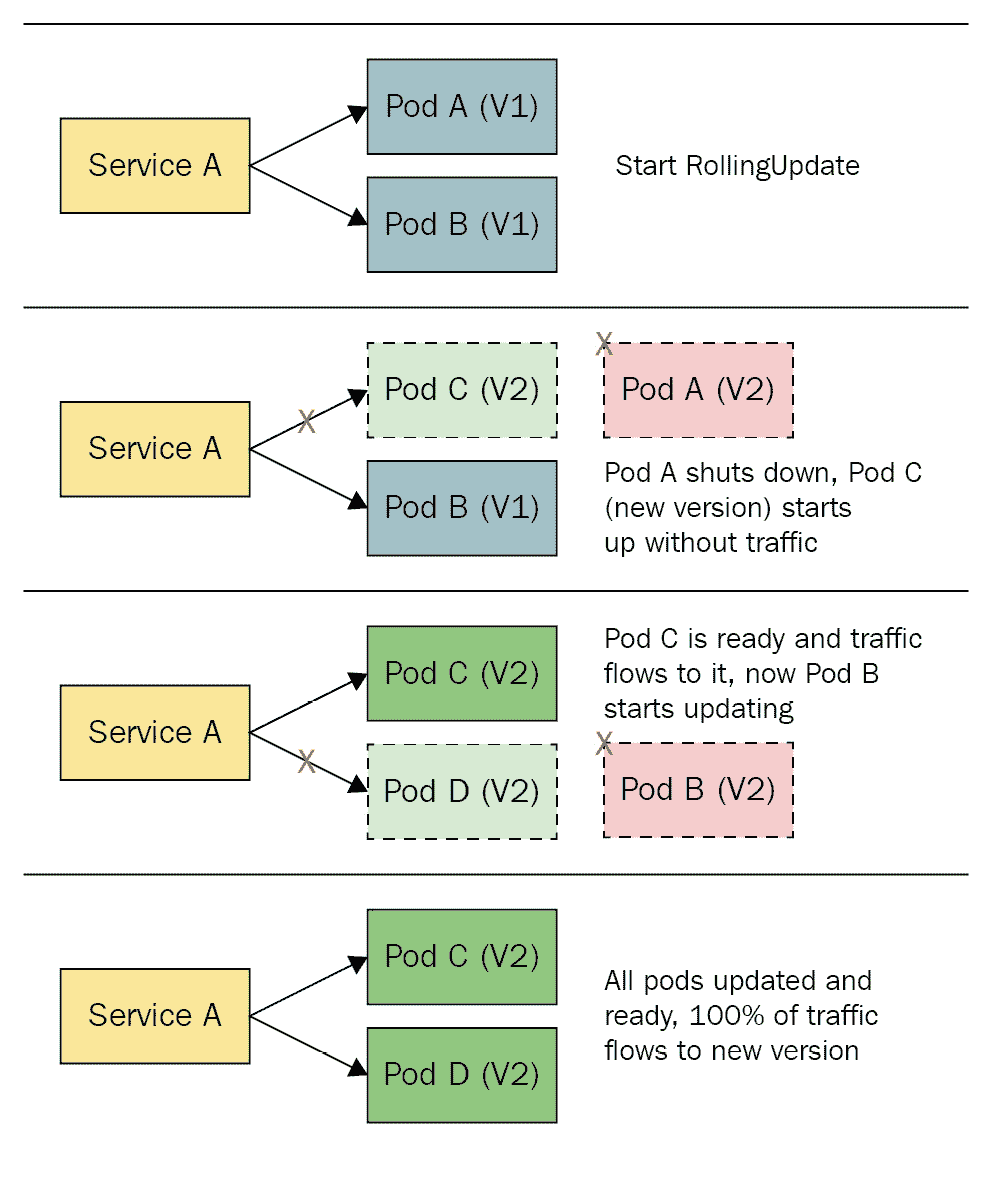 Pod A (V1)
Service A
Start RollingUpdate
Pod B (V1)
X
Pod C (V2)
Pod A (V2)
X
Service A
Pod B (V1)
Pod A shuts down, Pod C
(new version) starts
up without traffic
Pod C (V2)
Pod C is ready and traffic
flows to it, now Pod B
starts updating
Service A
X
X
Pod D (V2)
Pod B (V2)
Pod C (V2)
Service A
All pods updated and
ready, 100% of traffic
flows to new version
Pod D (V2)